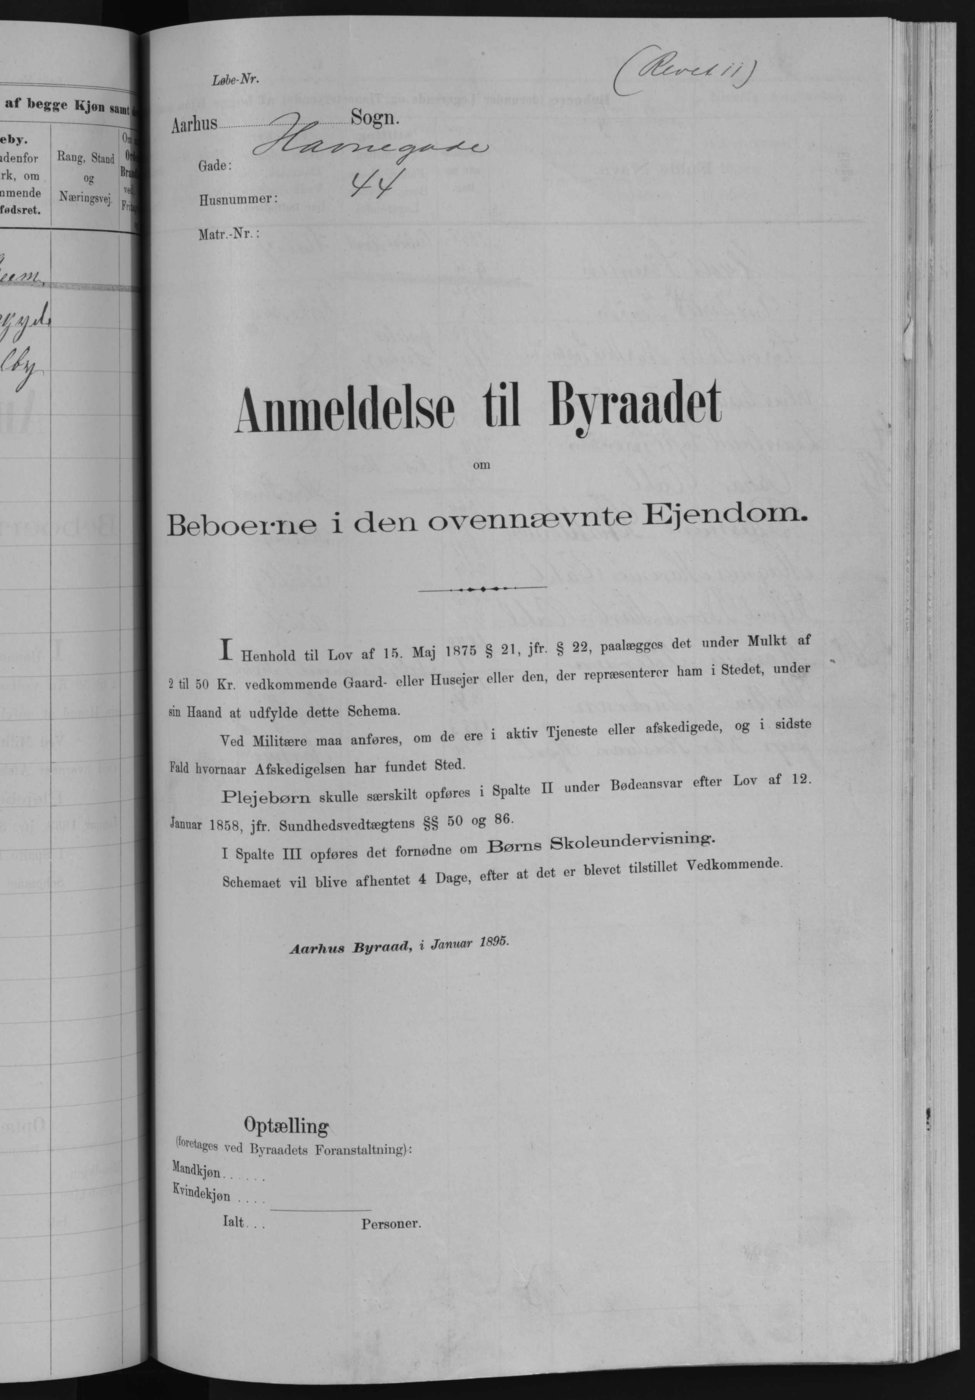 af begge Kjøn samt
eby.
udenfor
rk, om
mmende
fødsret.
Rang, Stand
og
Næringsvej.
lby
Løbe-Nr.
(Revet 11)
Aarhus Sogn.
Gade: Havnegade
Husnummer: 44
Matr.-Nr.:
Anmeldelse til Byraadet
om
Beboerne i den ovennævnte Ejendom.
I Henhold til Lov af 15. Maj 1875 § 21, jfr. § 22, paalægges det under Mulkt af
2 til 50 Kr. vedkommende Gaard- eller Husejer eller den, der repræsenterer ham i Stedet, under
sin Haand at udfylde dette Schema.
Ved Militære maa anføres, om de ere i aktiv Tjeneste eller afskedigede, og i sidste
Fald hvornaar Afskedigelsen har fundet Sted.
Plejebørn skulle særskilt opføres i Spalte II under Bødeansvar efter Lov af 12.
Januar 1858, jfr. Sundhedsvedtægtens §§ 50 og 86.
I Spalte III opføres det fornødne om Børns Skoleundervisning.
Schemaet vil blive afhentet 4 Dage, efter at det er blevet tilstillet Vedkommende.
Aarhus Byraad, i Januar 1895.
Optælling
(foretages ved Byraadets Foranstaltning):
Mandkjøn......
Kvindekjøn ....
Ialt... Personer.